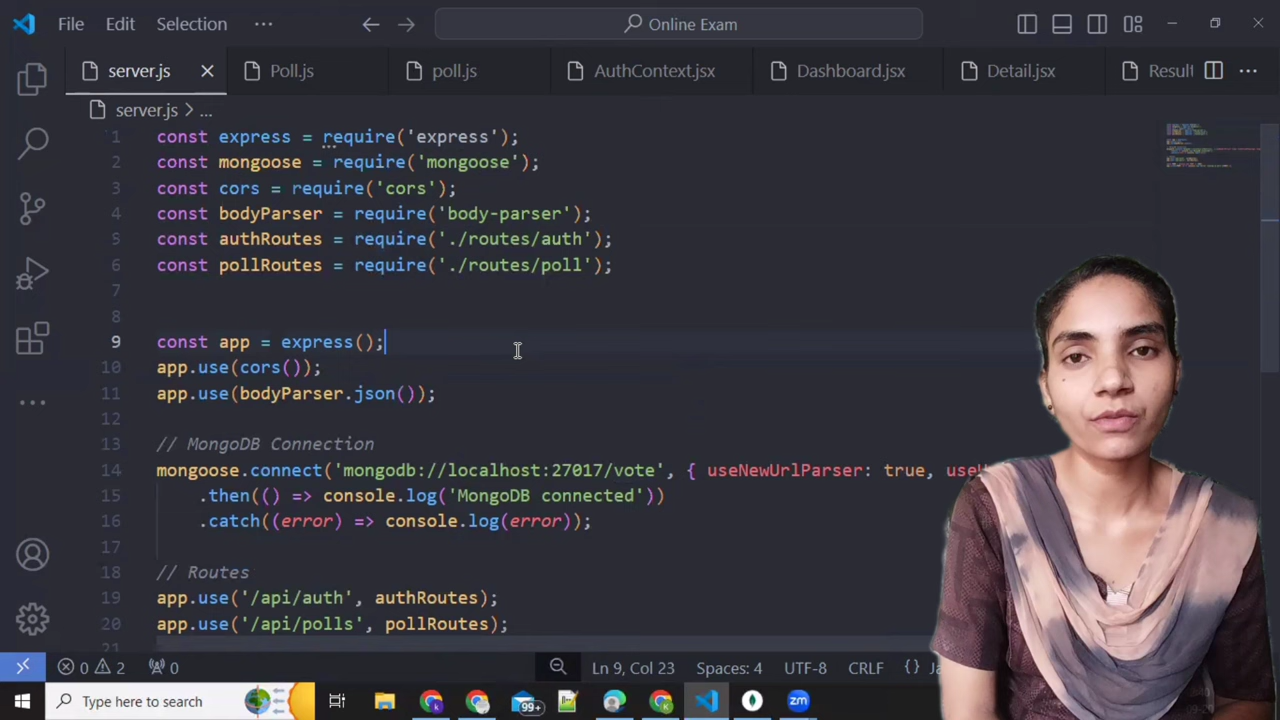 File Edit Selection ··· Online Exam
server.js Poll.js poll.js AuthContext.jsx Dashboard.jsx Detail.jsx Result ···
server.js > ...
1 const express = require('express');
2 const mongoose = require('mongoose');
3 const cors = require('cors');
4 const bodyParser = require('body-parser');
5 const authRoutes = require('./routes/auth');
6 const pollRoutes = require('./routes/poll');
7
8
9 const app = express();
10 app.use(cors());
11 app.use(bodyParser.json());
12
13 // MongoDB Connection
14 mongoose.connect('mongodb://localhost:27017/vote', { useNewUrlParser: true,
15 .then(() => console.log('MongoDB connected'))
16 .catch((error) => console.log(error));
17
18 // Routes
19 app.use('/api/auth', authRoutes);
20 app.use('/api/polls', pollRoutes);
21
0 2 0 Ln 9, Col 23 Spaces: 4 UTF-8 CRLF {}
Type here to search 99+ zm